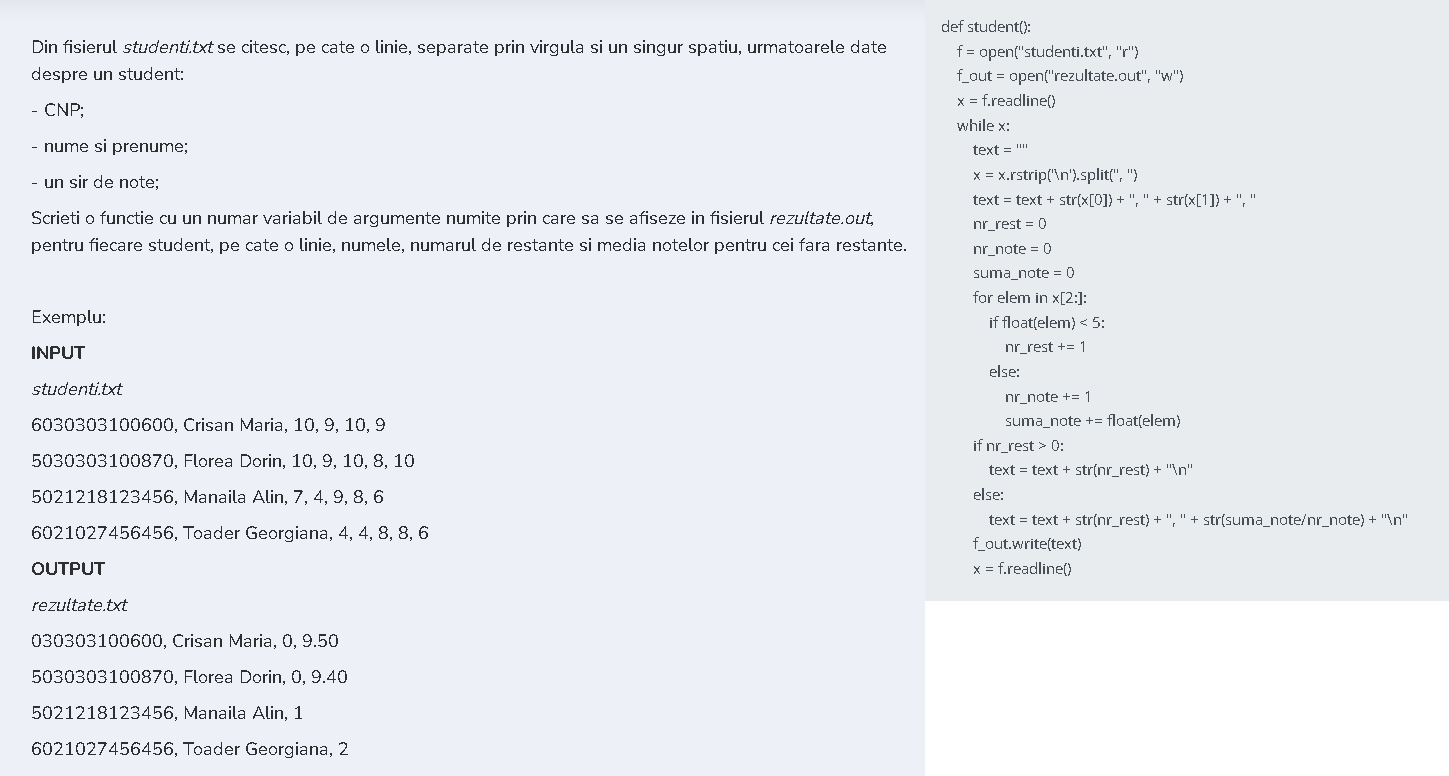 Din fisierul studenti.txt se citesc, pe cate o linie, separate prin virgula si un singur spatiu, urmatoarele date
despre un student:
- CNP;
- nume si prenume;
- un sir de note;
Scrieti o functie cu un numar variabil de argumente numite prin care sa se afiseze in fisierul rezultate.out,
pentru fiecare student, pe cate o linie, numele, numarul de restante si media notelor pentru cei fara restante.
Exemplu:
INPUT
studenti.txt
6030303100600, Crisan Maria, 10, 9, 10, 9
5030303100870, Florea Dorin, 10, 9, 10, 8, 10
5021218123456, Manaila Alin, 7, 4, 9, 8, 6
6021027456456, Toader Georgiana, 4, 4, 8, 8, 6
OUTPUT
rezultate.txt
030303100600, Crisan Maria, 0, 9.50
5030303100870, Florea Dorin, 0, 9.40
5021218123456, Manaila Alin, 1
6021027456456, Toader Georgiana, 2
def student():
    f = open("studenti.txt", "r")
    f_out = open("rezultate.out", "w")
    x = f.readline()
    while x:
        text = ""
        x = x.rstrip('\n').split(", ")
        text = text + str(x[0]) + ", " + str(x[1]) + ", "
        nr_rest = 0
        nr_note = 0
        suma_note = 0
        for elem in x[2:]:
            if float(elem) < 5:
                nr_rest += 1
            else:
                nr_note += 1
                suma_note += float(elem)
        if nr_rest > 0:
            text = text + str(nr_rest) + "\n"
        else:
            text = text + str(nr_rest) + ", " + str(suma_note/nr_note) + "\n"
        f_out.write(text)
        x = f.readline()